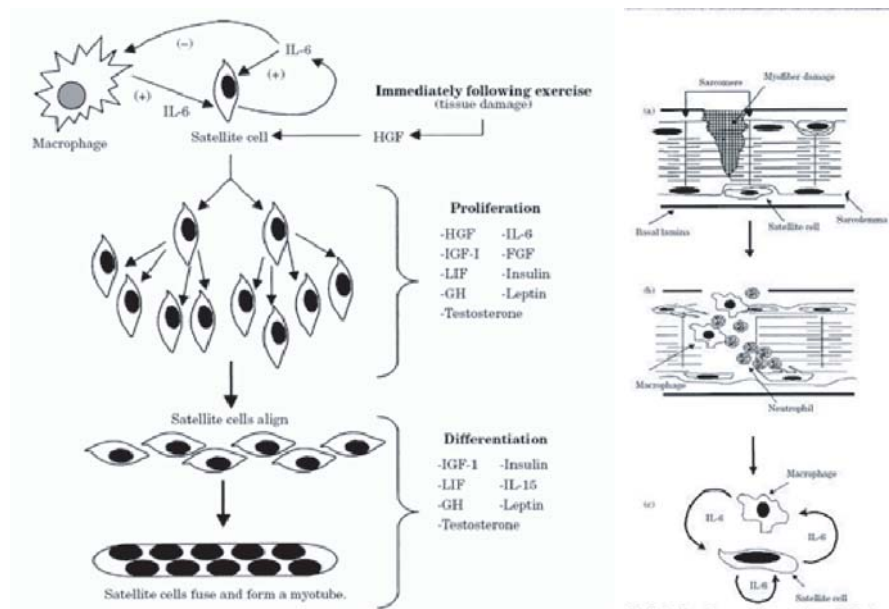 (−)
IL-6
(+)
(+)
IL-6
Immediately following exercise
(tissue damage)
Macrophage
Satellite cell
HGF
Proliferation
-HGF -IL-6
-IGF-I -FGF
-LIF -Insulin
-GH -Leptin
-Testosterone
Satellite cells align
Differentiation
-IGF-1 -Insulin
-LIF -IL-15
-GH -Leptin
-Testosterone
Satellite cells fuse and form a myotube.
Sarcomers
Myofiber damage
(a)
Sarcolemma
Satellite cell
Basal lamina
(b)
Macrophage
Neutrophil
Macrophage
(c)
IL-6
IL-6
IL-6
Satellite cell